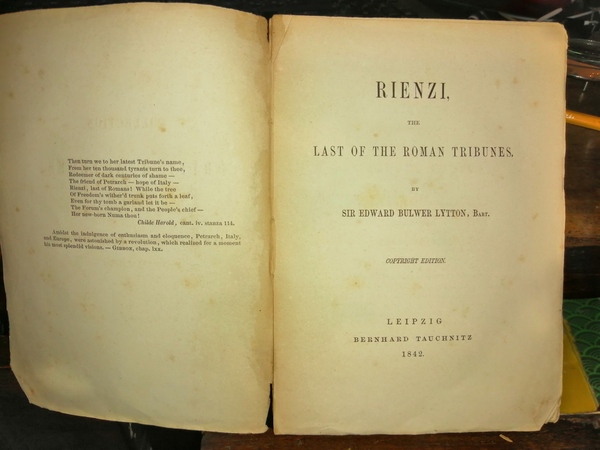 Then turn we to her latest Tribune's name,
From her ten thousand tyrants turn to thee,
Redeemer of dark centuries of shame —
The friend of Petrarch — hope of Italy —
Rienzi, last of Romans! While the tree
Of Freedom's wither'd trunk puts forth a leaf,
Even for thy tomb a garland let it be —
The Forum's champion, and the People's chief —
Her new-born Numa thou!
Childe Harold, cant. iv. stanza 114.
Amidst the indulgence of enthusiasm and eloquence, Petrarch, Italy,
and Europe, were astonished by a revolution, which realized for a moment
his most splendid visions. — GIBBON, chap. lxx.
RIENZI,
THE
LAST OF THE ROMAN TRIBUNES.
BY
SIR EDWARD BULWER LYTTON, BART.
COPYRIGHT EDITION.
LEIPZIG
BERNHARD TAUCHNITZ
1842.